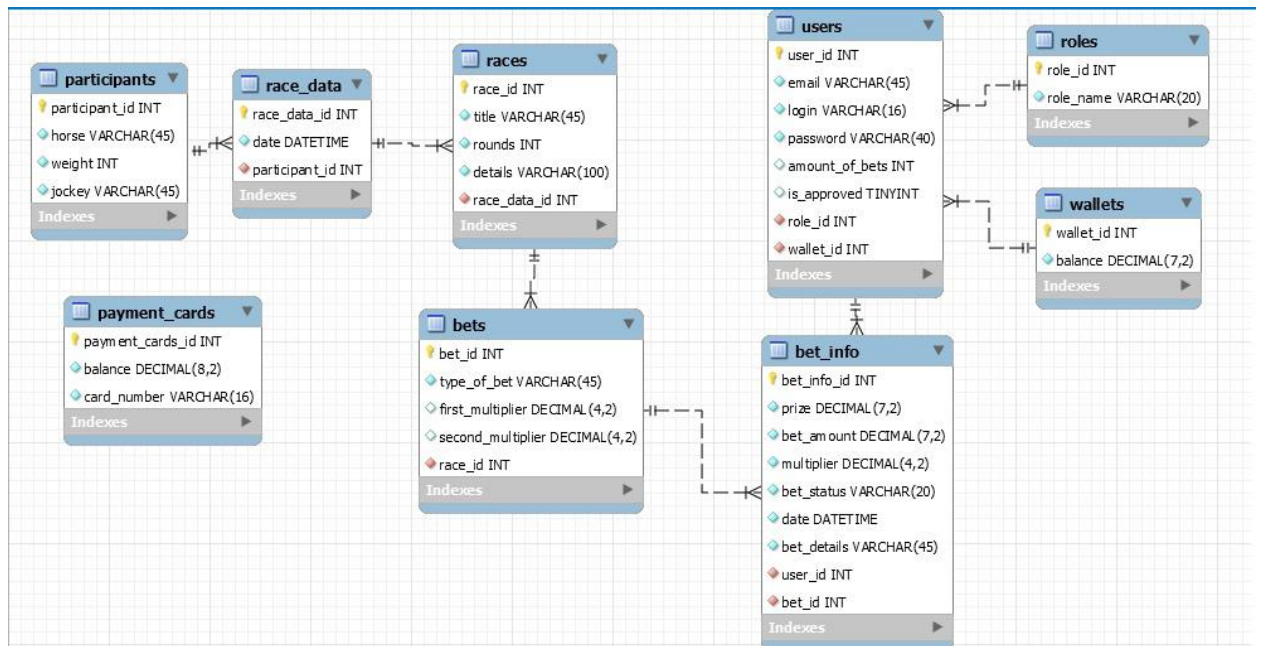 participants
participant_id INT
horse VARCHAR(45)
weight INT
jockey VARCHAR(45)
Indexes
race_data
race_data_id INT
date DATETIME
participant_id INT
Indexes
races
race_id INT
title VARCHAR(45)
rounds INT
details VARCHAR(100)
race_data_id INT
Indexes
users
user_id INT
email VARCHAR(45)
login VARCHAR(16)
password VARCHAR(40)
amount_of_bets INT
is_approved TINYINT
role_id INT
wallet_id INT
Indexes
roles
role_id INT
role_name VARCHAR(20)
Indexes
wallets
wallet_id INT
balance DECIMAL(7,2)
Indexes
payment_cards
payment_cards_id INT
balance DECIMAL(8,2)
card_number VARCHAR(16)
Indexes
bets
bet_id INT
type_of_bet VARCHAR(45)
first_multiplier DECIMAL(4,2)
second_multiplier DECIMAL(4,2)
race_id INT
Indexes
bet_info
bet_info_id INT
prize DECIMAL(7,2)
bet_amount DECIMAL(7,2)
multiplier DECIMAL(4,2)
bet_status VARCHAR(20)
date DATETIME
bet_details VARCHAR(45)
user_id INT
bet_id INT
Indexes